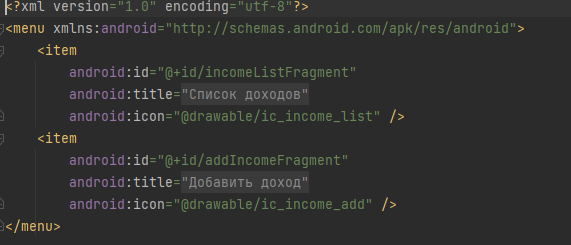 <?xml version="1.0" encoding="utf-8"?>
<menu xmlns:android="http://schemas.android.com/apk/res/android">
    <item
        android:id="@+id/incomeListFragment"
        android:title="Список доходов"
        android:icon="@drawable/ic_income_list" />
    <item
        android:id="@+id/addIncomeFragment"
        android:title="Добавить доход"
        android:icon="@drawable/ic_income_add" />
</menu>